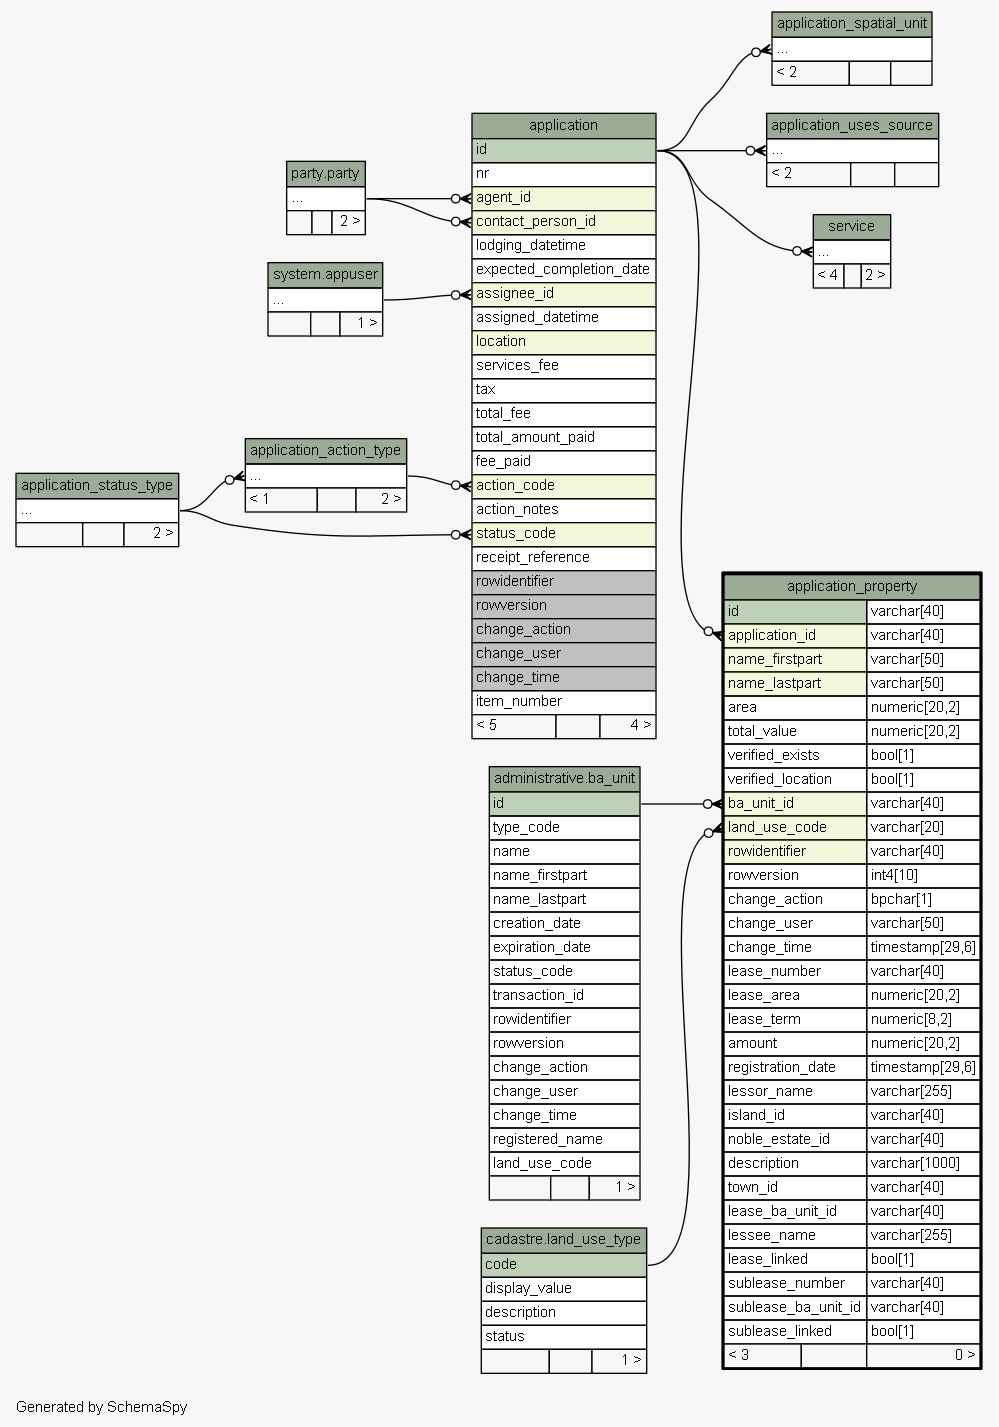 application_spatial_unit
...
< 2
application_uses_source
...
< 2
service
...
< 4 2 >
application
id
nr
agent_id
contact_person_id
lodging_datetime
expected_completion_date
assignee_id
assigned_datetime
location
services_fee
tax
total_fee
total_amount_paid
fee_paid
action_code
action_notes
status_code
receipt_reference
rowidentifier
rowversion
change_action
change_user
change_time
item_number
< 5 4 >
party.party
...
2 >
system.appuser
...
1 >
application_action_type
...
< 1 2 >
application_status_type
...
2 >
application_property
id varchar[40]
application_id varchar[40]
name_firstpart varchar[50]
name_lastpart varchar[50]
area numeric[20,2]
total_value numeric[20,2]
verified_exists bool[1]
verified_location bool[1]
ba_unit_id varchar[40]
land_use_code varchar[20]
rowidentifier varchar[40]
rowversion int4[10]
change_action bpchar[1]
change_user varchar[50]
change_time timestamp[29,6]
lease_number varchar[40]
lease_area numeric[20,2]
lease_term numeric[8,2]
amount numeric[20,2]
registration_date timestamp[29,6]
lessor_name varchar[255]
island_id varchar[40]
noble_estate_id varchar[40]
description varchar[1000]
town_id varchar[40]
lease_ba_unit_id varchar[40]
lessee_name varchar[255]
lease_linked bool[1]
sublease_number varchar[40]
sublease_ba_unit_id varchar[40]
sublease_linked bool[1]
< 3 0 >
administrative.ba_unit
id
type_code
name
name_firstpart
name_lastpart
creation_date
expiration_date
status_code
transaction_id
rowidentifier
rowversion
change_action
change_user
change_time
registered_name
land_use_code
1 >
cadastre.land_use_type
code
display_value
description
status
1 >
Generated by SchemaSpy